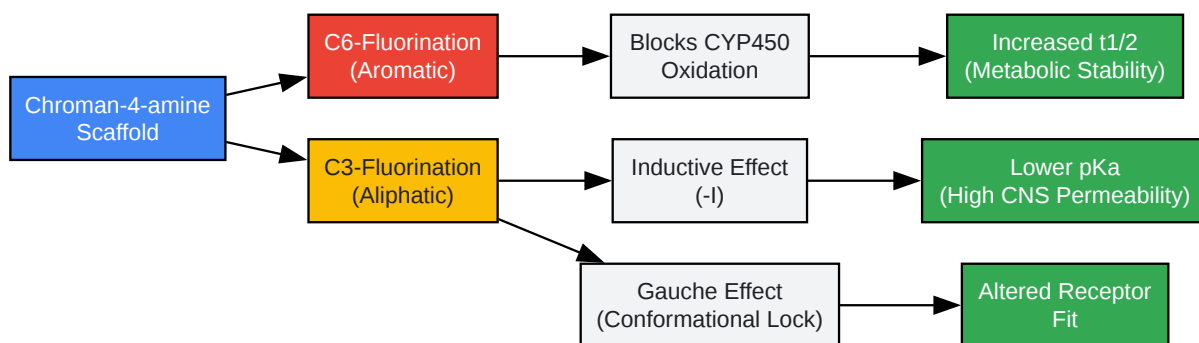 Chroman-4-amine
Scaffold
C6-Fluorination
(Aromatic)
Blocks CYP450
Oxidation
Increased t1/2
(Metabolic Stability)
C3-Fluorination
(Aliphatic)
Inductive Effect
(-I)
Lower pKa
(High CNS Permeability)
Gauche Effect
(Conformational Lock)
Altered Receptor
Fit